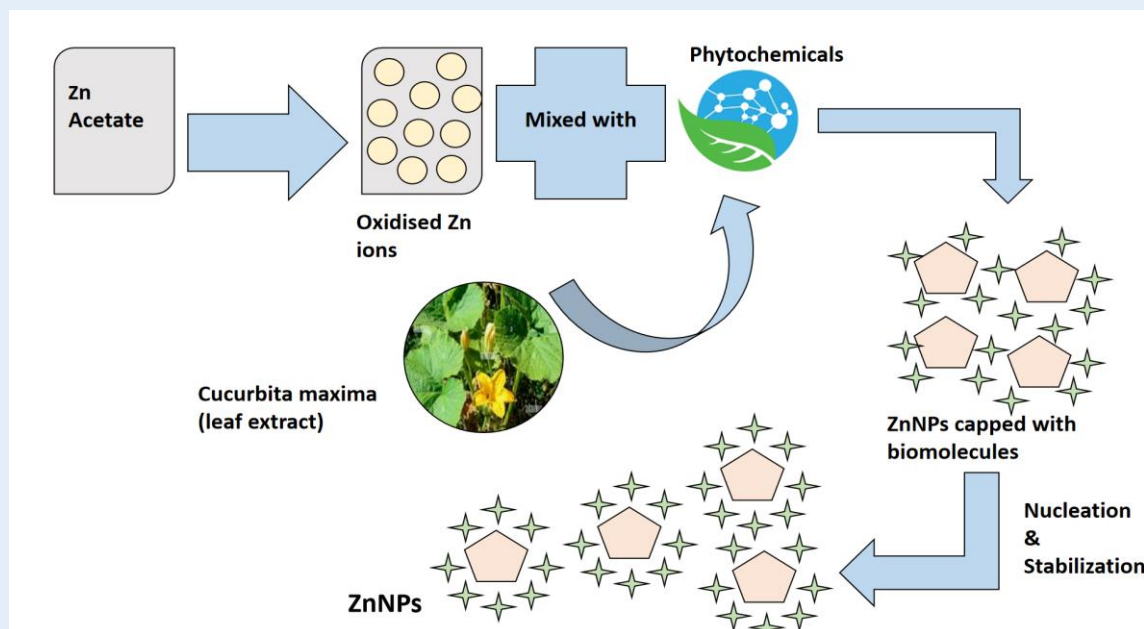 Zn
Acetate
Oxidised Zn
ions
Mixed with
Phytochemicals
Cucurbita maxima
(leaf extract)
ZnNPs capped with
biomolecules
Nucleation
&
Stabilization
ZnNPs